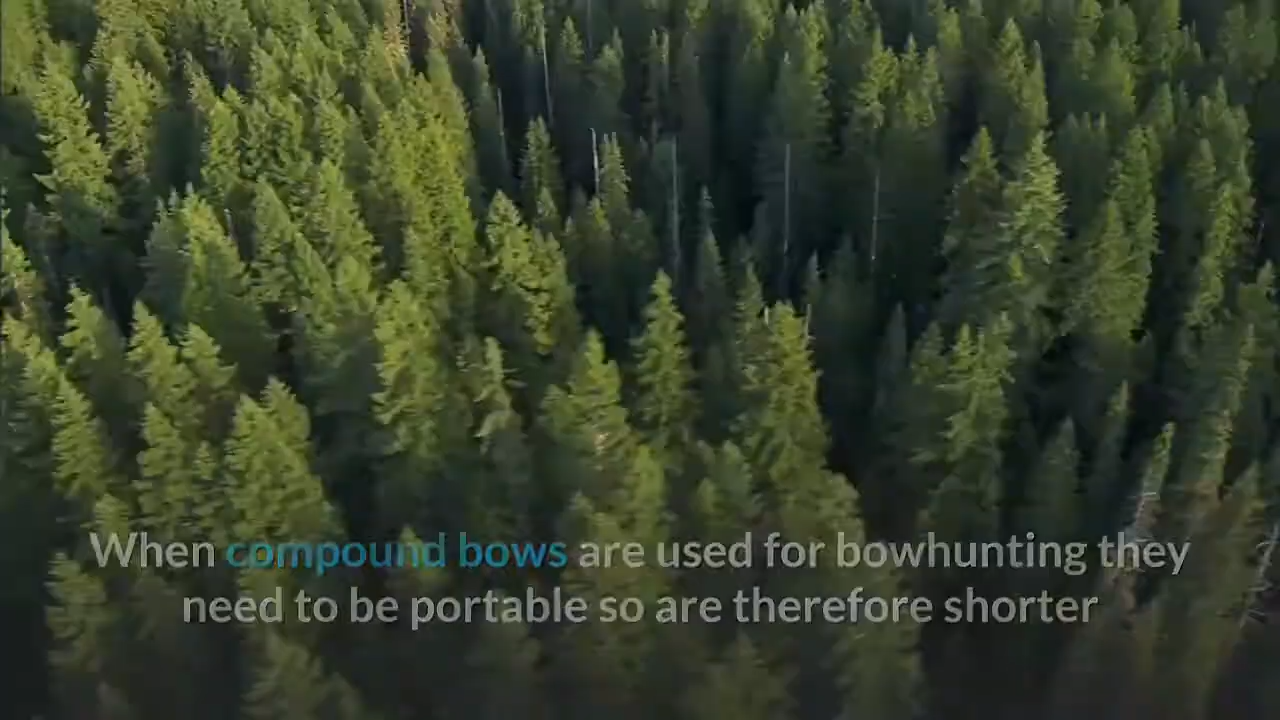 When compound bows are used for bowhunting they
need to be portable so are therefore shorter